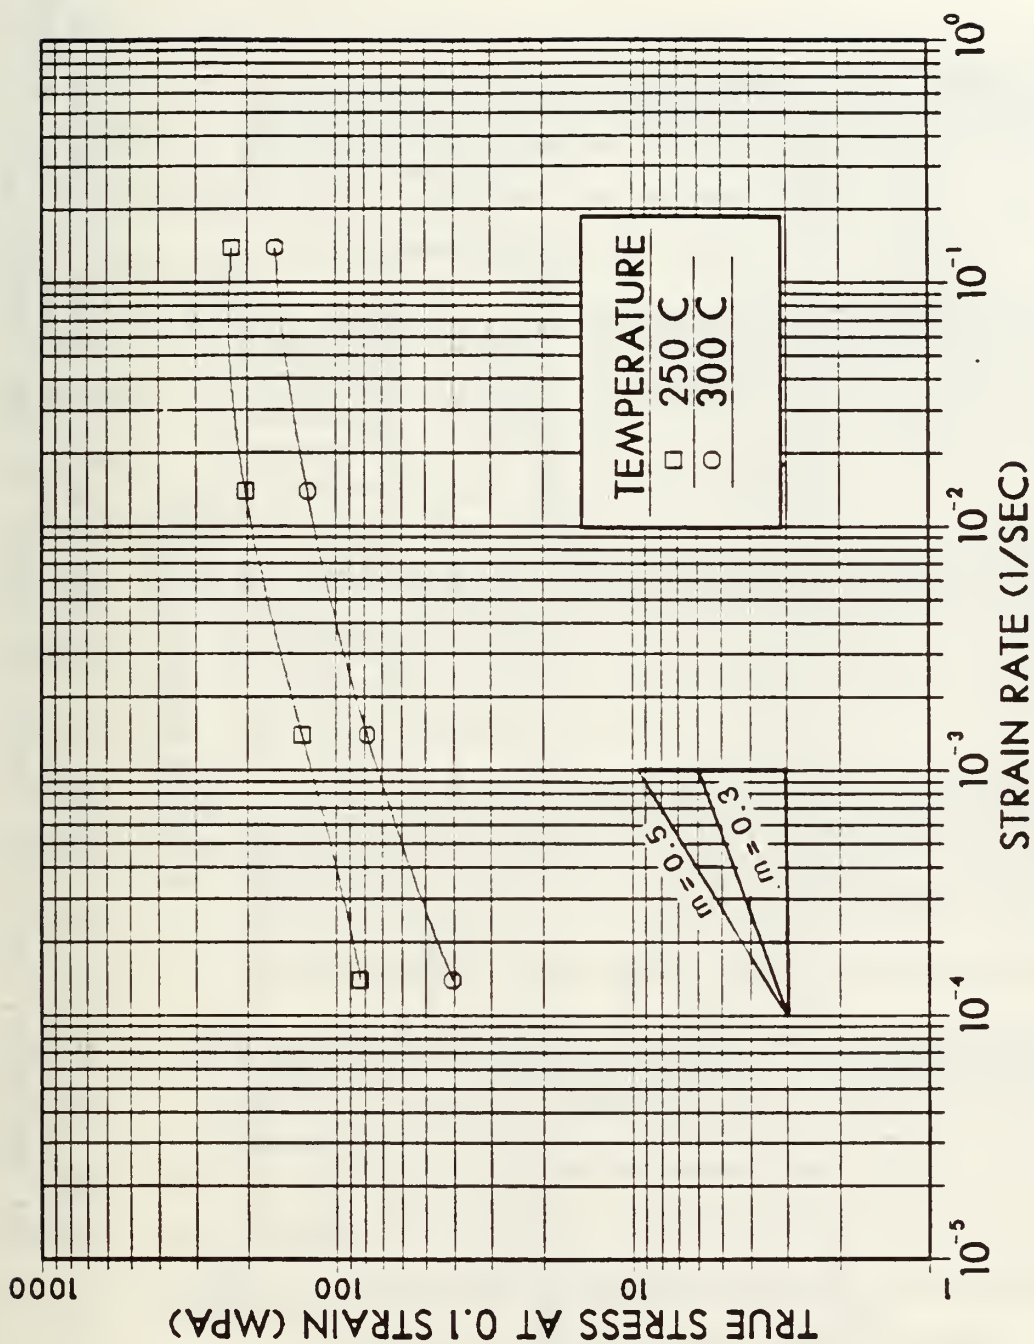 TRUE STRESS AT 0.1 STRAIN (MPA)
1000
100
10
1
TEMPERATURE
250 C
300 C
m = 0.5
m = 0.3
10⁻⁵
10⁻⁴
10⁻³
10⁻²
10⁻¹
10⁰
STRAIN RATE (1/SEC)